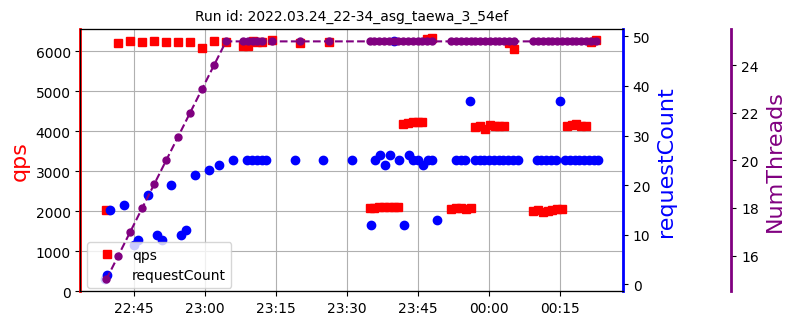 Run id: 2022.03.24_22-34_asg_taewa_3_54ef
6000
5000
4000
3000
2000
1000
0
qps
50
40
30
20
10
0
requestCount
24
22
20
18
16
NumThreads
qps
requestCount
22:45 23:00 23:15 23:30 23:45 00:00 00:15